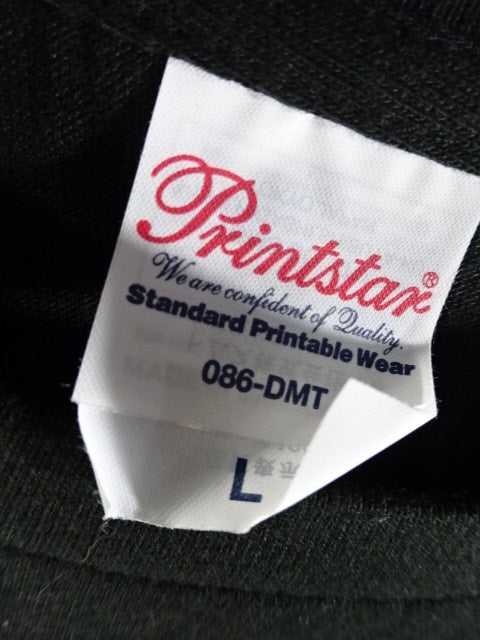 Printstar®
We are confident of Quality.
Standard Printable Wear
086-DMT
L